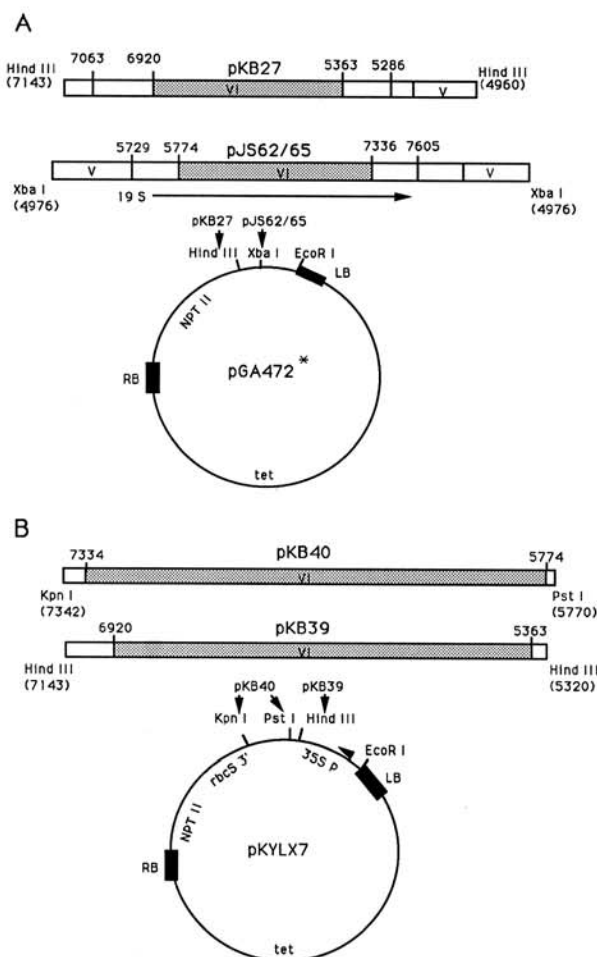 A
7063 6920 pKB27 5363 5286
Hind III
(7143)
VI
V
Hind III
(4960)
5729 5774 pJS62/65 7336 7605
V
VI
V
Xba I
(4976)
19 S
Xba I
(4976)
pKB27 pJS62/65
Hind III Xba I EcoR I
LB
NPT II
RB
pGA472 *
tet
B
7334 pKB40 5774
VI
Kpn I
(7342)
Pst I
(5770)
6920 pKB39 5363
VI
Hind III
(7143)
Hind III
(5320)
pKB40 pKB39
Kpn I Pst I Hind III
EcoR I
rbcS 3' 35S P
LB
NPT II
RB
pKYLX7
tet